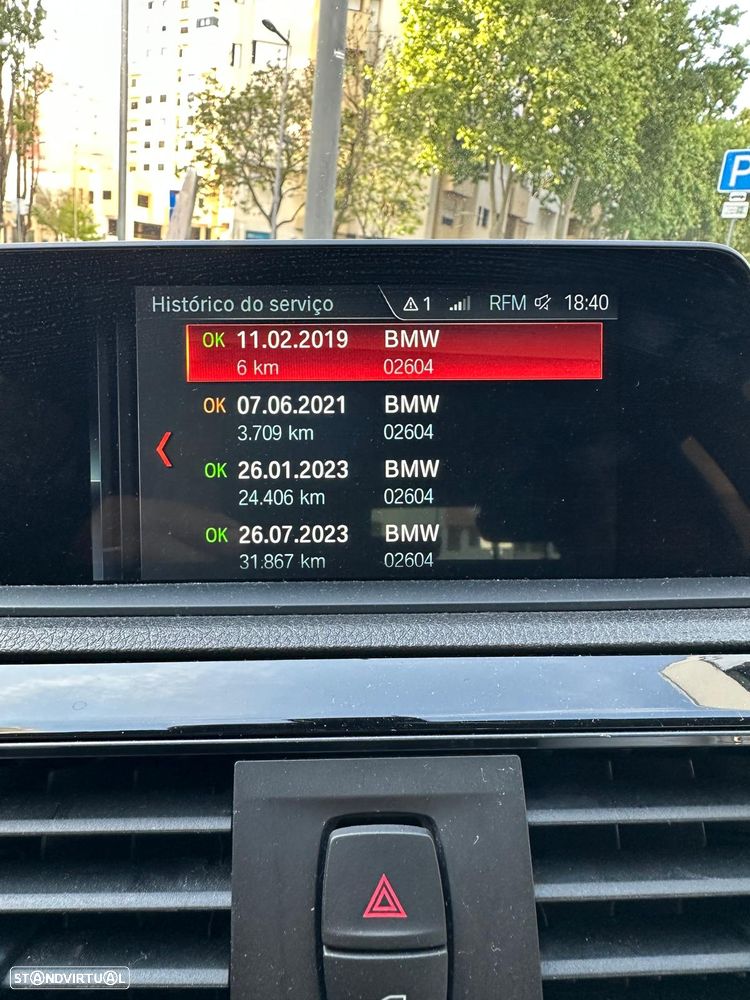 P
Histórico do serviço 1 RFM 18:40
OK 11.02.2019 BMW
6 km 02604
OK 07.06.2021 BMW
3.709 km 02604
OK 26.01.2023 BMW
24.406 km 02604
OK 26.07.2023 BMW
31.867 km 02604
STANDVIRTUAL